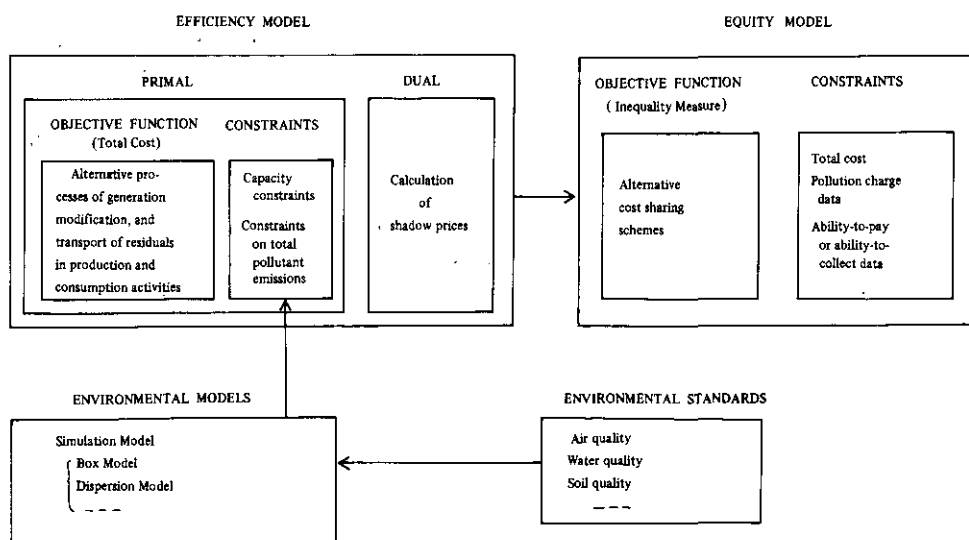 EFFICIENCY MODEL
PRIMAL
OBJECTIVE FUNCTION
(Total Cost)
Alternative pro-
cesses of generation
modification, and
transport of residuals
in production and
consumption activities
CONSTRAINTS
Capacity
constraints
Constraints
on total
pollutant
emissions
DUAL
Calculation
of
shadow prices
EQUITY MODEL
OBJECTIVE FUNCTION
(Inequality Measure)
Alternative
cost sharing
schemes
CONSTRAINTS
Total cost
Pollution charge
data
Ability-to-pay
or ability-to-
collect data
ENVIRONMENTAL MODELS
Simulation Model
Box Model
Dispersion Model
ENVIRONMENTAL STANDARDS
Air quality
Water quality
Soil quality